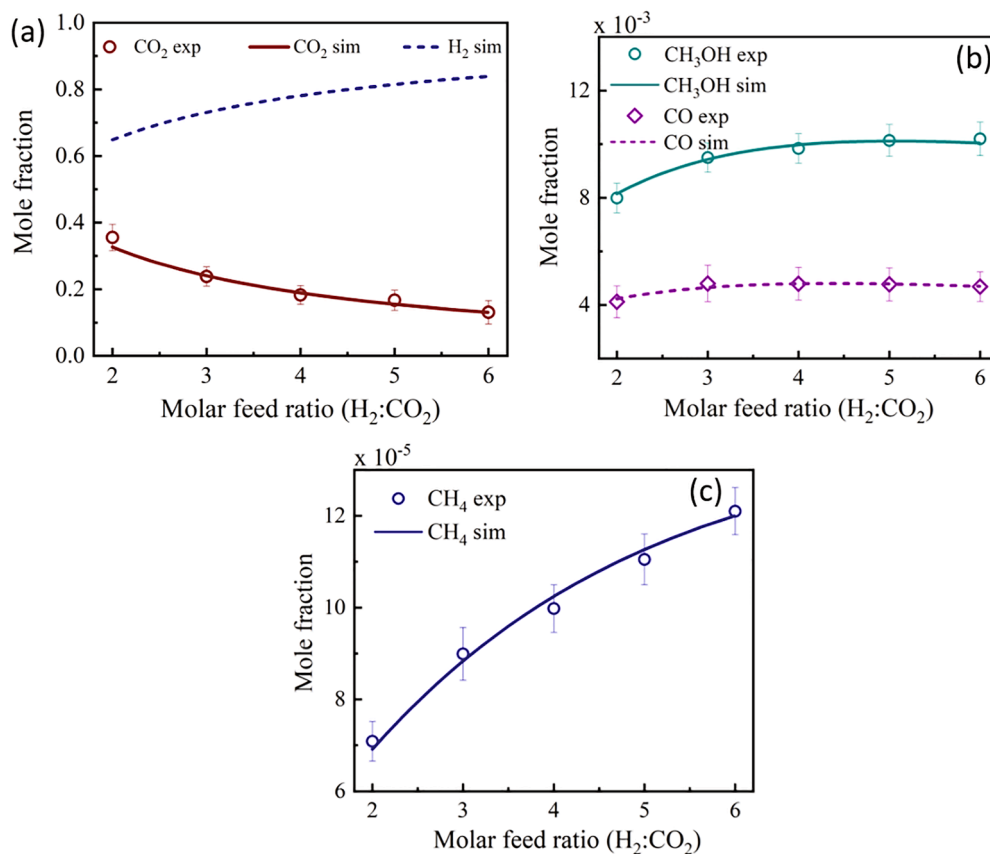 (a)
CO₂ exp CO₂ sim H₂ sim
1.0
0.8
0.6
0.4
0.2
0.0
Mole fraction
2 3 4 5 6
Molar feed ratio (H₂:CO₂)
x 10⁻³
(b)
CH₃OH exp
CH₃OH sim
CO exp
CO sim
12
8
4
Mole fraction
2 3 4 5 6
Molar feed ratio (H₂:CO₂)
x 10⁻⁵
(c)
CH₄ exp
CH₄ sim
12
10
8
6
Mole fraction
2 3 4 5 6
Molar feed ratio (H₂:CO₂)